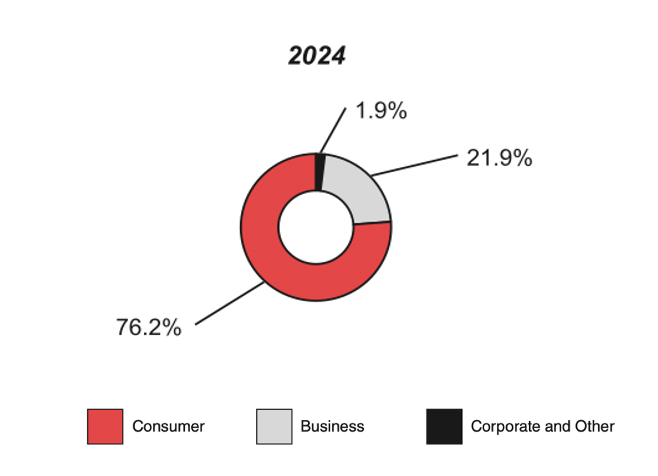 2024
1.9%
21.9%
76.2%
Consumer
Business
Corporate and Other